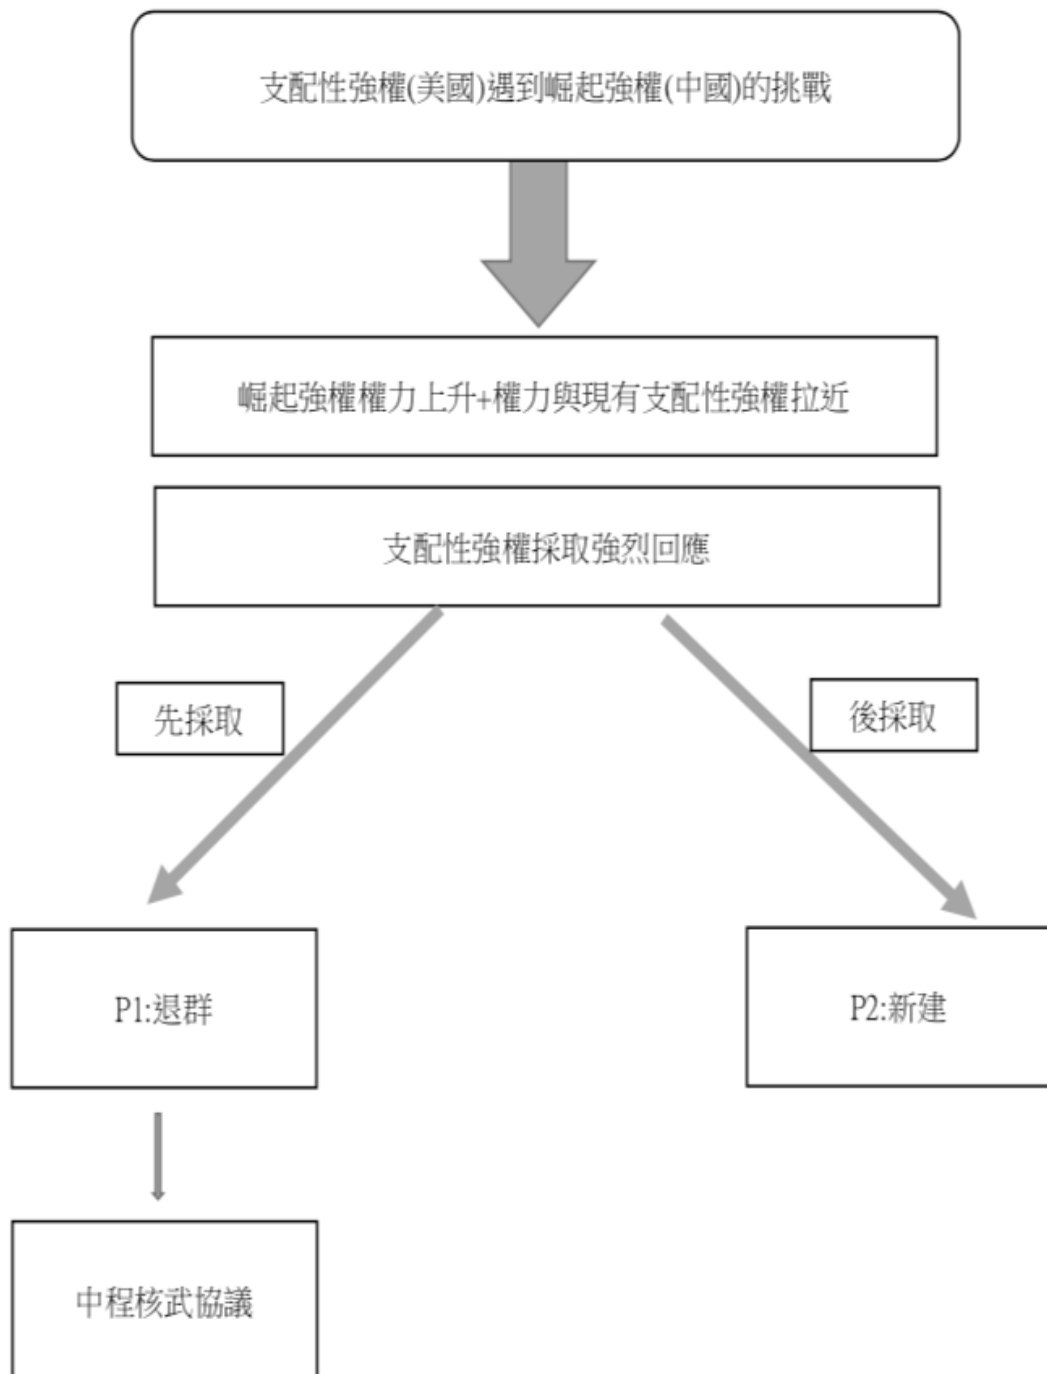 支配性強權(美國)遇到崛起強權(中國)的挑戰
崛起強權權力上升+權力與現有支配性強權拉近
支配性強權採取強烈回應
先採取
後採取
P1:退群
P2:新建
中程核武協議